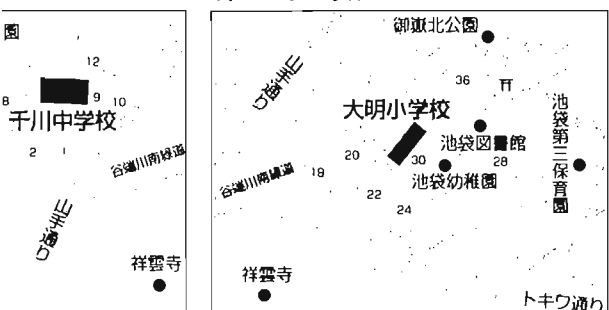 園
12
8
9
10
千川中学校
2
1
谷端川南緑道
山手通り
祥雲寺
御嶽北公園
山手通り
36
大明小学校
池袋図書館
池袋第三保育園
20
30
28
19
池袋幼稚園
谷端川南緑道
22
24
祥雲寺
トキワ通り